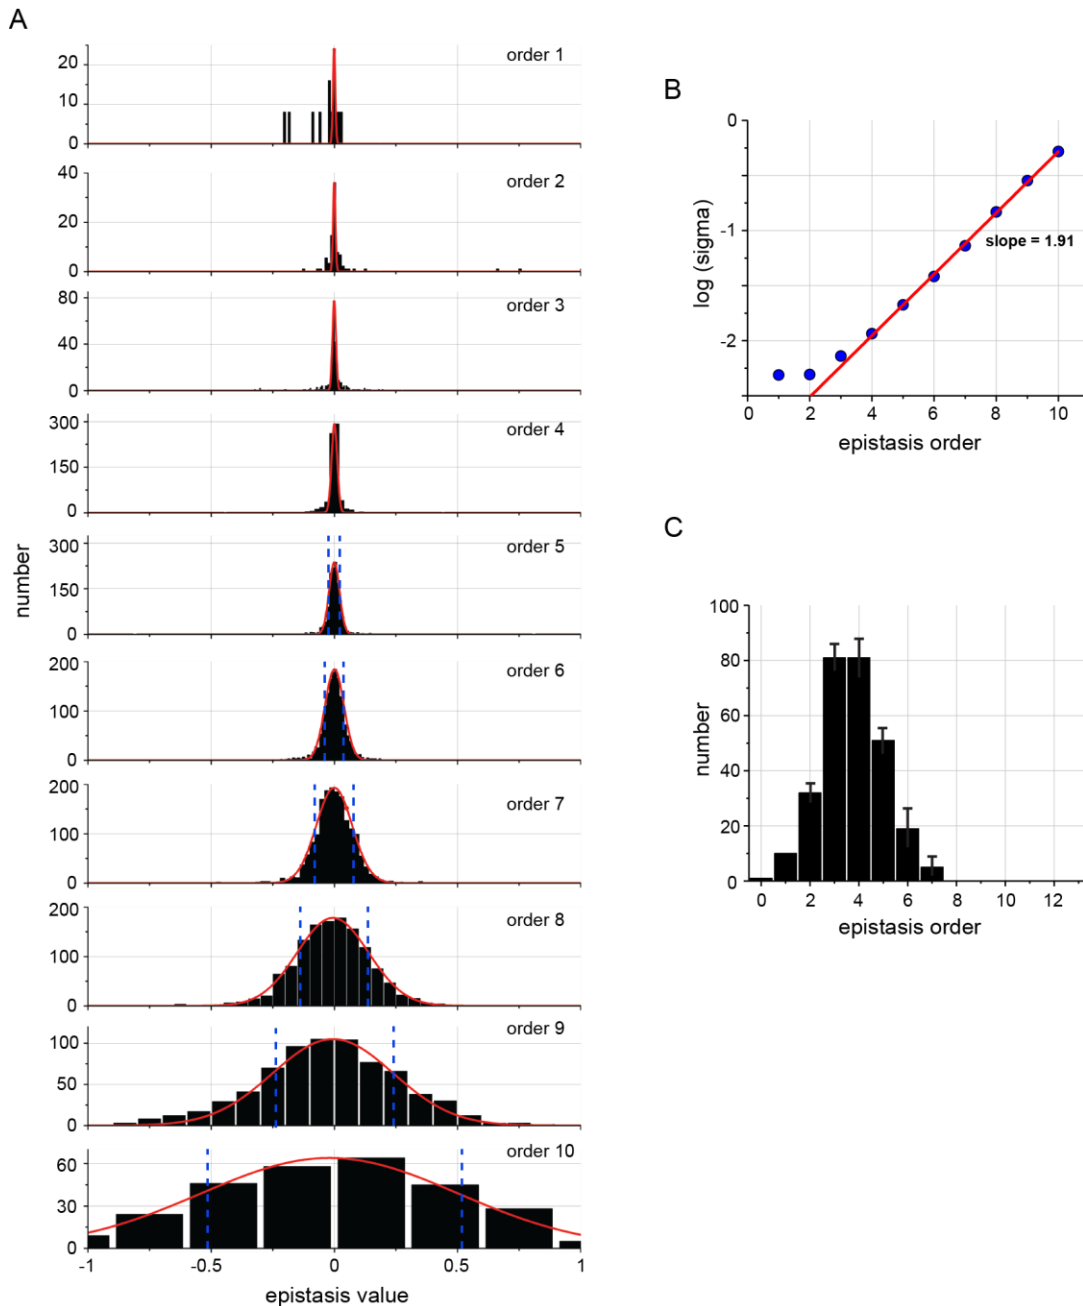 A
order 1
20
10
0
order 2
40
20
0
order 3
80
40
0
order 4
300
150
0
order 5
300
150
0
order 6
200
100
0
order 7
200
100
0
order 8
200
100
0
order 9
100
50
0
order 10
60
30
0
-1 -0.5 0 0.5 1
epistasis value
number
B
0
-1
-2
log (sigma)
slope = 1.91
0 2 4 6 8 10
epistasis order
C
100
80
60
40
20
0
number
0 2 4 6 8 10 12
epistasis order